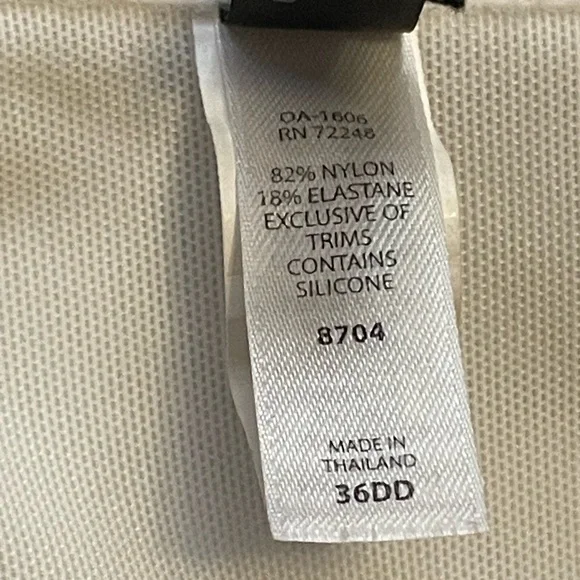 OA-1606
RN 72248
82% NYLON
18% ELASTANE
EXCLUSIVE OF
TRIMS
CONTAINS
SILICONE
8704
MADE IN
THAILAND
36DD